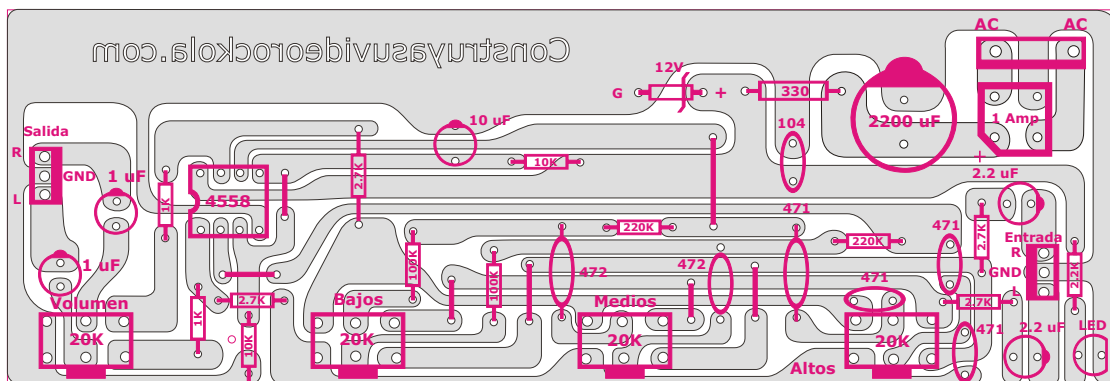 Construyasuvideorockola.com
AC
AC
12V
G
+
330
2200 uF
1 Amp
+
104
10 uF
Salida
R
GND
L
1 uF
1K
4558
2.7K
10K
2.2 uF
471
220K
220K
471
2.7K
Entrada
R
GND
L
2.2K
1 uF
100K
100K
472
472
471
2.7K
Volumen
20K
1K
2.7K
10K
Bajos
20K
Medios
20K
20K
Altos
471
2.2 uF
LED